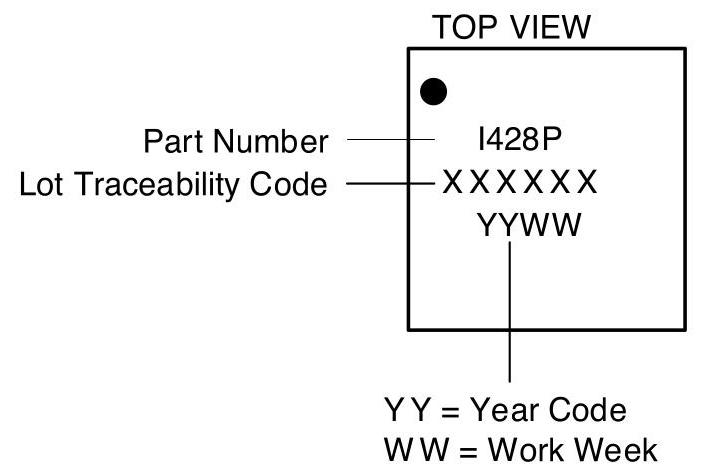 TOP VIEW
Part Number
I428P
Lot Traceability Code
XXXXXX
YYWW
YY = Year Code
WW = Work Week